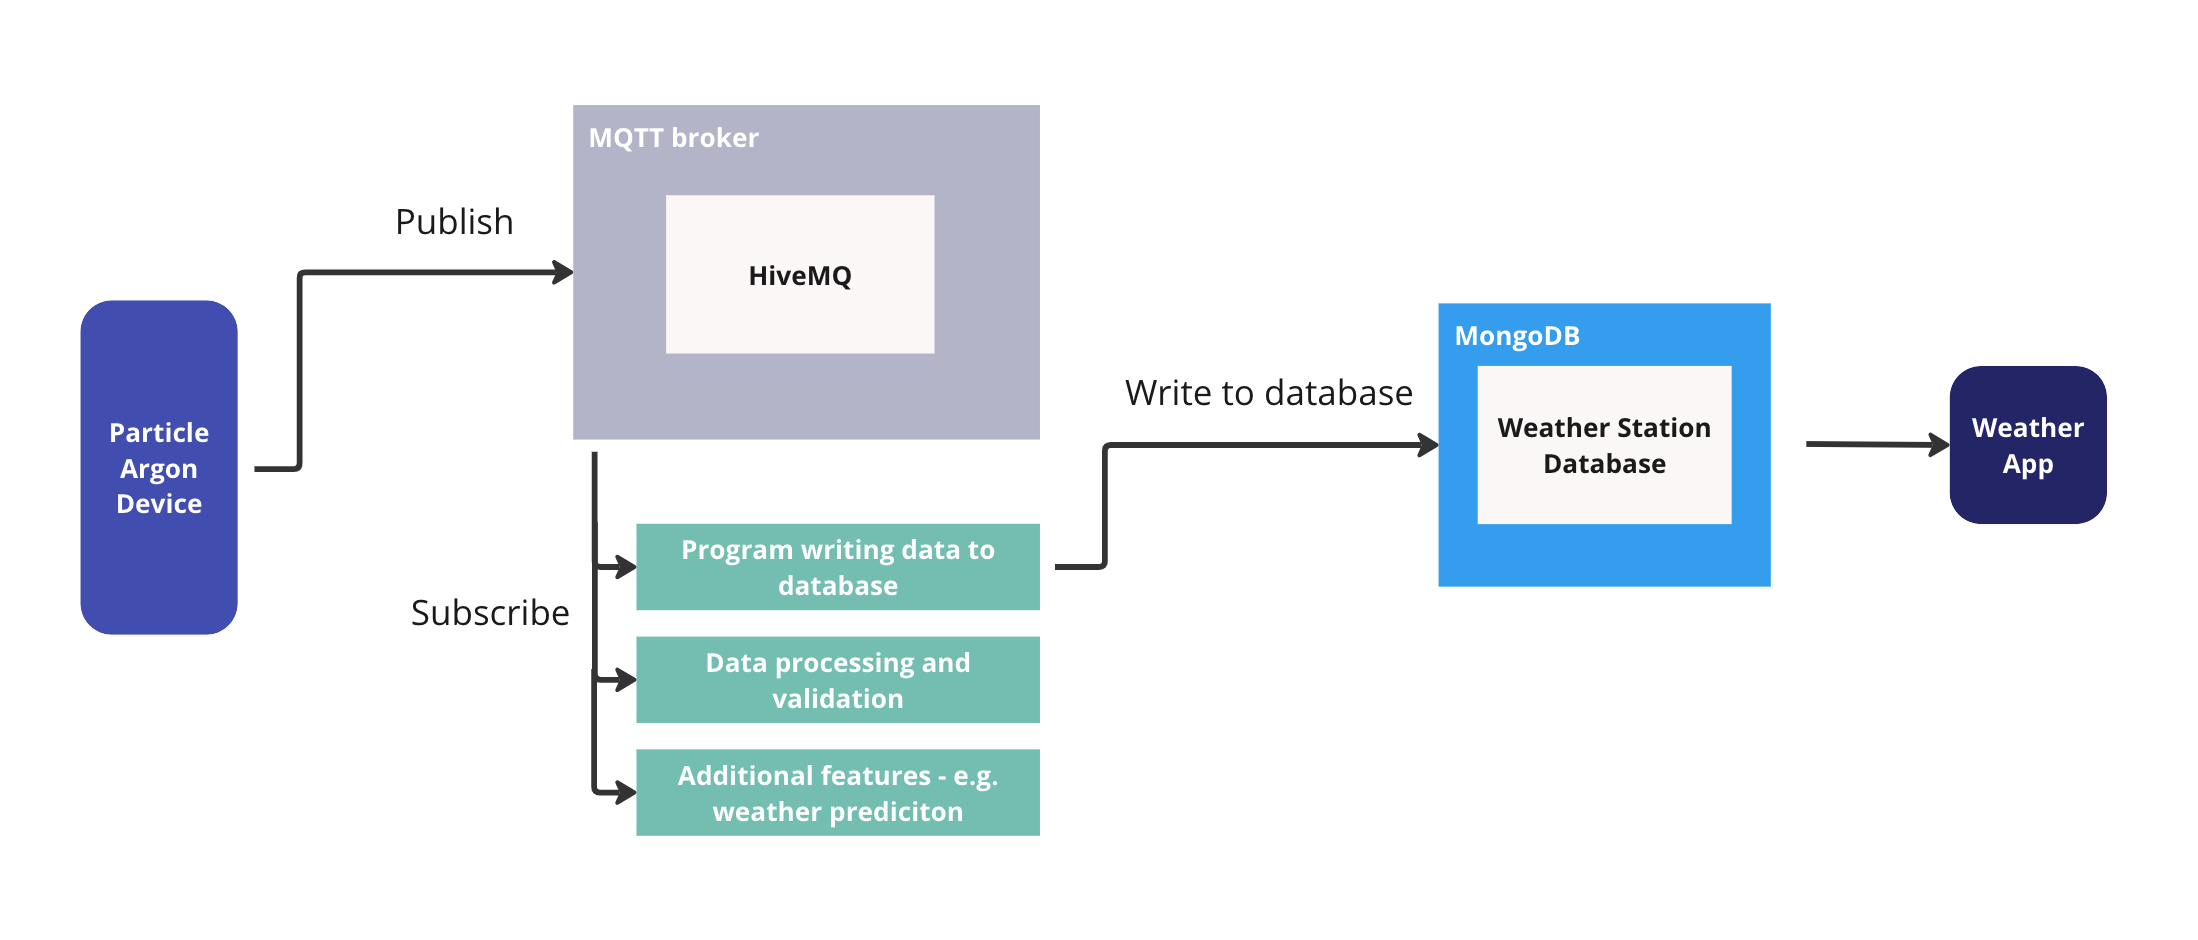 MQTT broker
Publish
HiveMQ
Particle
Argon
Device
Write to database
MongoDB
Weather Station
Database
Weather
App
Subscribe
Program writing data to
database
Data processing and
validation
Additional features - e.g.
weather prediciton